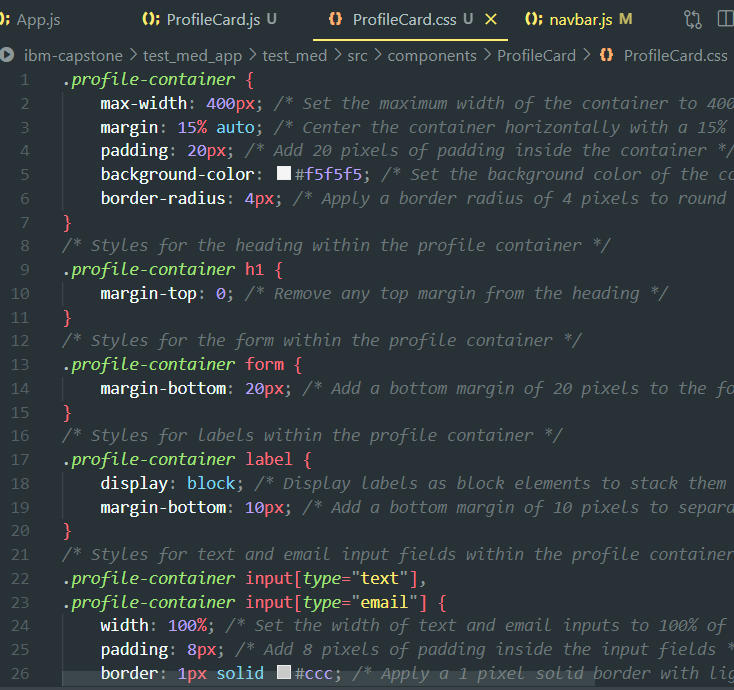 App.js ProfileCard.js U ProfileCard.css U navbar.js M
ibm-capstone > test_med_app > test_med > src > components > ProfileCard > ProfileCard.css
1 .profile-container {
2 max-width: 400px; /* Set the maximum width of the container to 400
3 margin: 15% auto; /* Center the container horizontally with a 15%
4 padding: 20px; /* Add 20 pixels of padding inside the container */
5 background-color: #f5f5f5; /* Set the background color of the co
6 border-radius: 4px; /* Apply a border radius of 4 pixels to round
7 }
8 /* Styles for the heading within the profile container */
9 .profile-container h1 {
10 margin-top: 0; /* Remove any top margin from the heading */
11 }
12 /* Styles for the form within the profile container */
13 .profile-container form {
14 margin-bottom: 20px; /* Add a bottom margin of 20 pixels to the fo
15 }
16 /* Styles for labels within the profile container */
17 .profile-container label {
18 display: block; /* Display labels as block elements to stack them
19 margin-bottom: 10px; /* Add a bottom margin of 10 pixels to separa
20 }
21 /* Styles for text and email input fields within the profile container
22 .profile-container input[type="text"],
23 .profile-container input[type="email"] {
24 width: 100%; /* Set the width of text and email inputs to 100% of
25 padding: 8px; /* Add 8 pixels of padding inside the input fields *
26 border: 1px solid #ccc; /* Apply a 1 pixel solid border with lig